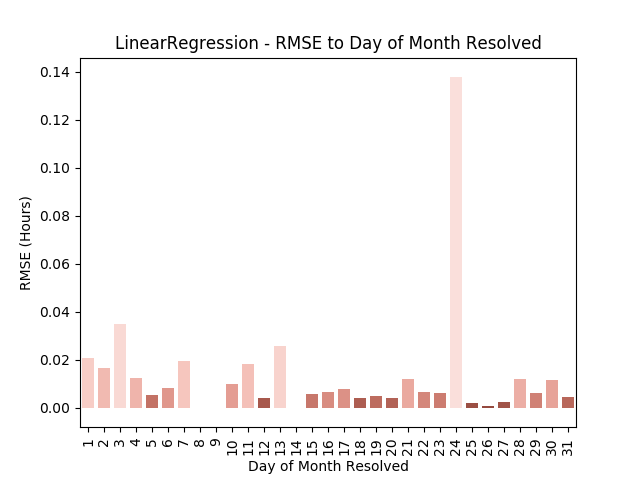 LinearRegression - RMSE to Day of Month Resolved
0.14
0.12
0.10
0.08
0.06
0.04
0.02
0.00
RMSE (Hours)
1 2 3 4 5 6 7 8 9 10 11 12 13 14 15 16 17 18 19 20 21 22 23 24 25 26 27 28 29 30 31
Day of Month Resolved